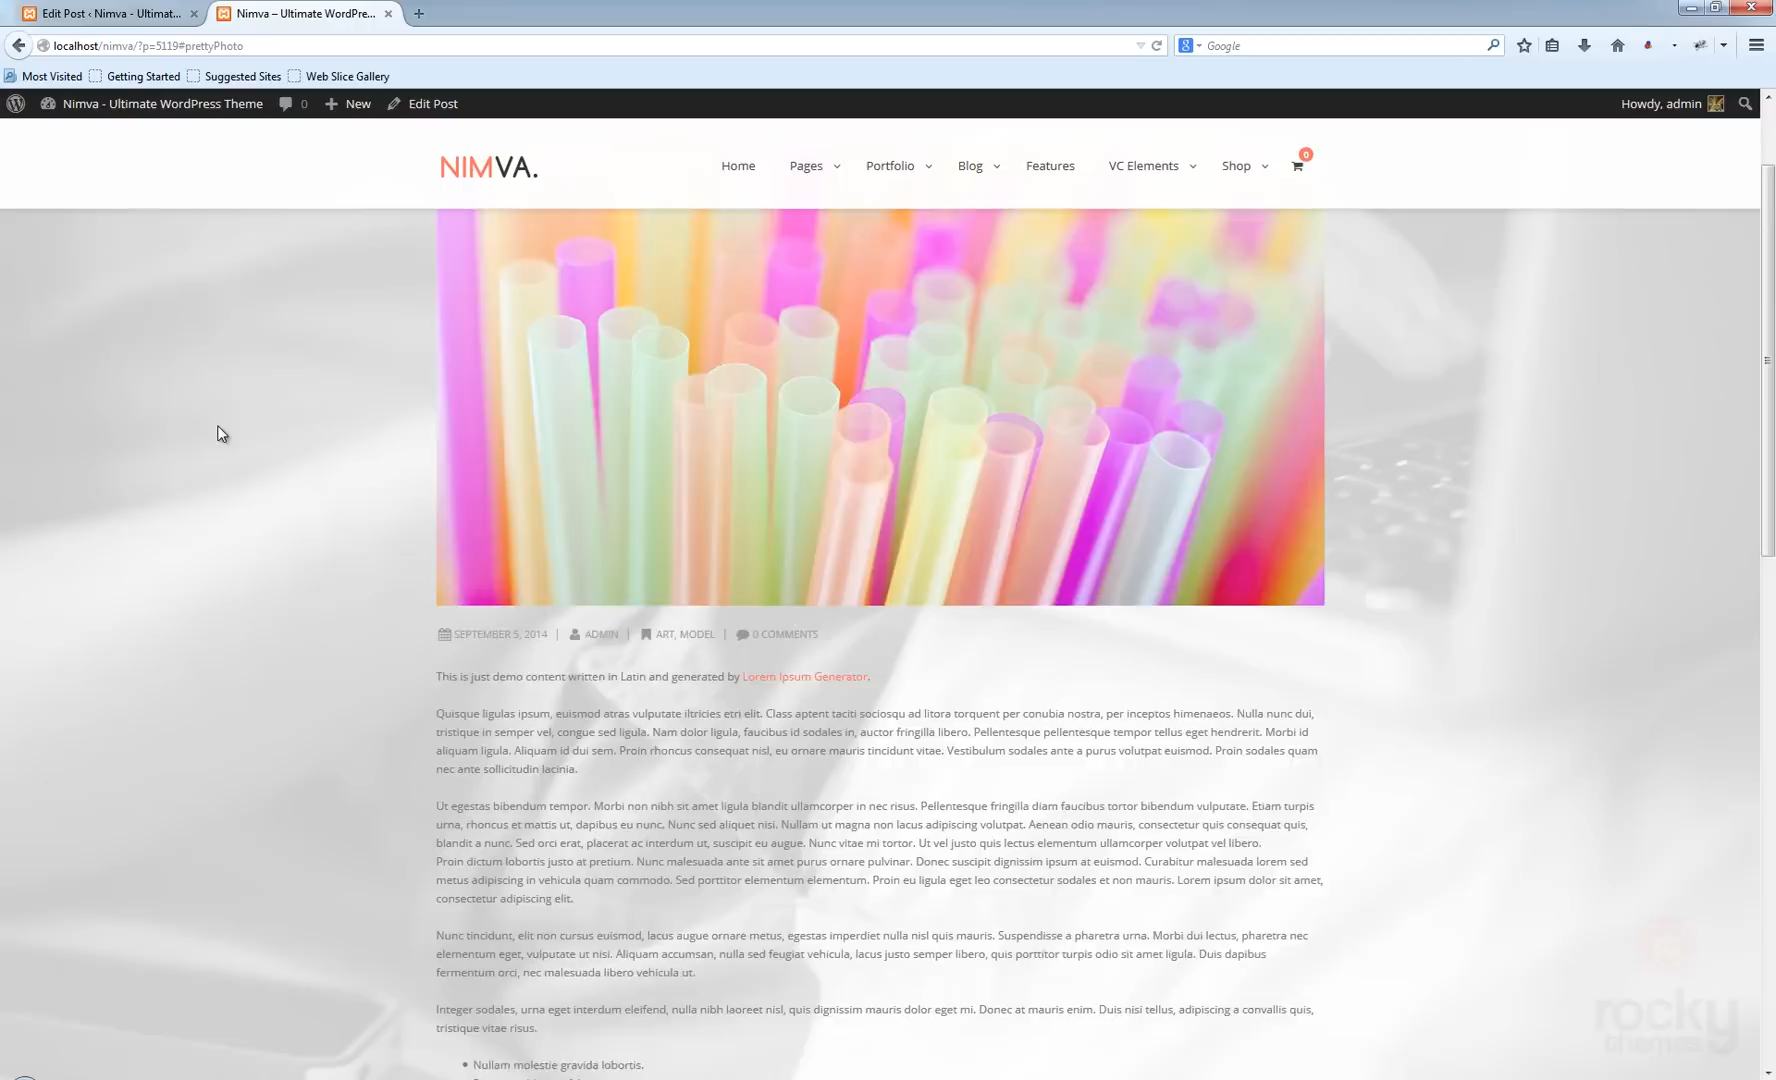 Edit Post ‹ Nimva - Ultimat...
Nimva – Ultimate WordPre...
localhost/nimva/?p=5119#prettyPhoto
Google
Most Visited
Getting Started
Suggested Sites
Web Slice Gallery
Nimva - Ultimate WordPress Theme
0
New
Edit Post
Howdy, admin
NIMVA.
Home
Pages
Portfolio
Blog
Features
VC Elements
Shop
0
SEPTEMBER 5, 2014 | ADMIN | ART, MODEL | 0 COMMENTS
This is just demo content written in Latin and generated by Lorem Ipsum Generator.
Quisque ligulas ipsum, euismod atras vulputate iltricies etri elit. Class aptent taciti sociosqu ad litora torquent per conubia nostra, per inceptos himenaeos. Nulla nunc dui,
tristique in semper vel, congue sed ligula. Nam dolor ligula, faucibus id sodales in, auctor fringilla libero. Pellentesque pellentesque tempor tellus eget hendrerit. Morbi id
aliquam ligula. Aliquam id dui sem. Proin rhoncus consequat nisl, eu ornare mauris tincidunt vitae. Vestibulum sodales ante a purus volutpat euismod. Proin sodales quam
nec ante sollicitudin lacinia.
Ut egestas bibendum tempor. Morbi non nibh sit amet ligula blandit ullamcorper in nec risus. Pellentesque fringilla diam faucibus tortor bibendum vulputate. Etiam turpis
urna, rhoncus et mattis ut, dapibus eu nunc. Nunc sed aliquet nisi. Nullam ut magna non lacus adipiscing volutpat. Aenean odio mauris, consectetur quis consequat quis,
blandit a nunc. Sed orci erat, placerat ac interdum ut, suscipit eu augue. Nunc vitae mi tortor. Ut vel justo quis lectus elementum ullamcorper volutpat vel libero.
Proin dictum lobortis justo at pretium. Nunc malesuada ante sit amet purus ornare pulvinar. Donec suscipit dignissim ipsum at euismod. Curabitur malesuada lorem sed
metus adipiscing in vehicula quam commodo. Sed porttitor elementum elementum. Proin eu ligula eget leo consectetur sodales et non mauris. Lorem ipsum dolor sit amet,
consectetur adipiscing elit.
Nunc tincidunt, elit non cursus euismod, lacus augue ornare metus, egestas imperdiet nulla nisl quis mauris. Suspendisse a pharetra urna. Morbi dui lectus, pharetra nec
elementum eget, vulputate ut nisi. Aliquam accumsan, nulla sed feugiat vehicula, lacus justo semper libero, quis porttitor turpis odio sit amet ligula. Duis dapibus
fermentum orci, nec malesuada libero vehicula ut.
Integer sodales, urna eget interdum eleifend, nulla nibh laoreet nisl, quis dignissim mauris dolor eget mi. Donec at mauris enim. Duis nisi tellus, adipiscing a convallis quis,
tristique vitae risus.
Nullam molestie gravida lobortis.
rocky
themes